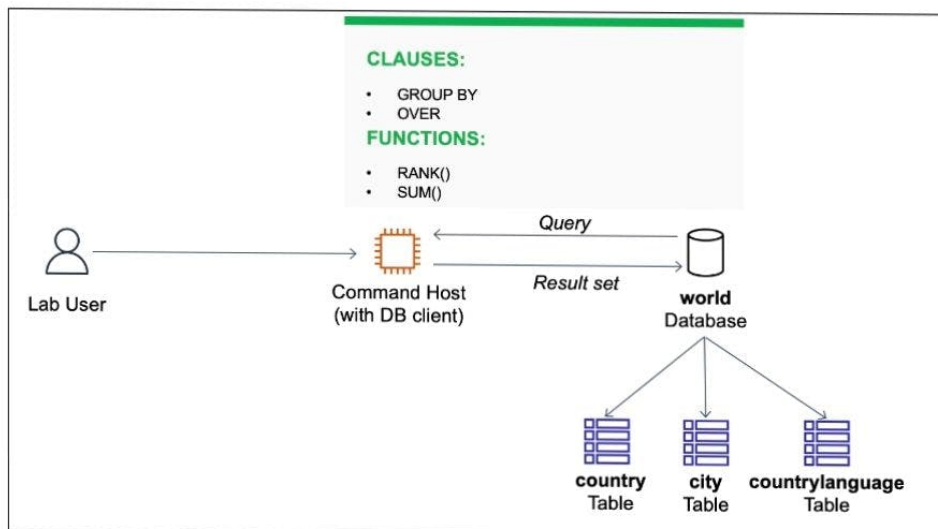 CLAUSES:
• GROUP BY
• OVER
FUNCTIONS:
• RANK()
• SUM()
Query
Result set
Lab User
Command Host
(with DB client)
world
Database
country
Table
city
Table
countrylanguage
Table